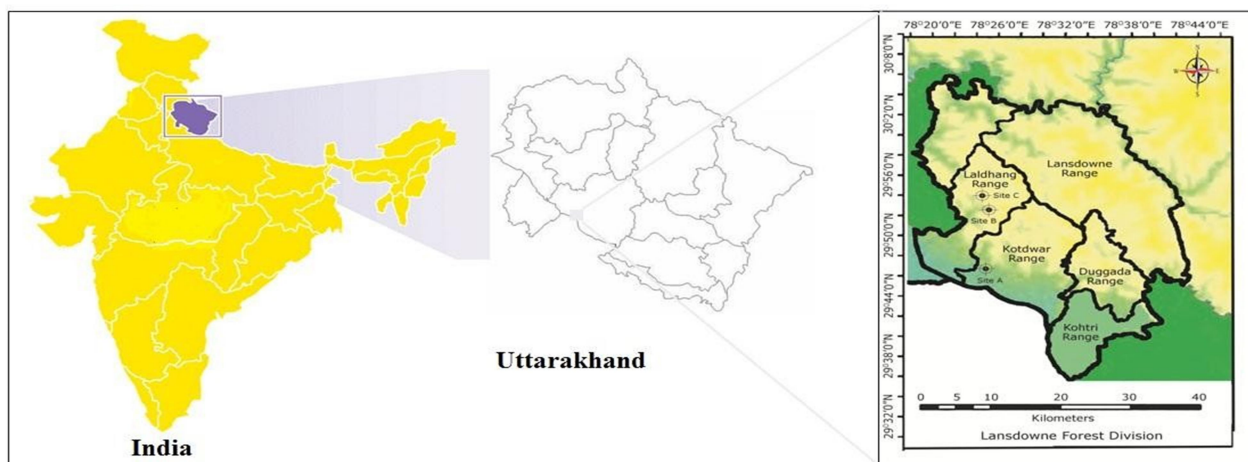 India
Uttarakhand
78°20'0"E 78°26'0"E 78°32'0"E 78°38'0"E 78°44'0"E
30°8'0"N
30°2'0"N
29°56'0"N
29°50'0"N
29°44'0"N
29°38'0"N
29°32'0"N
N
W E
S
Lansdowne
Range
Laldhang
Range
Site C
Site B
Kotdwar
Range
Duggada
Range
Site A
Kohtri
Range
0 5 10 20 30 40
Kilometers
Lansdowne Forest Division